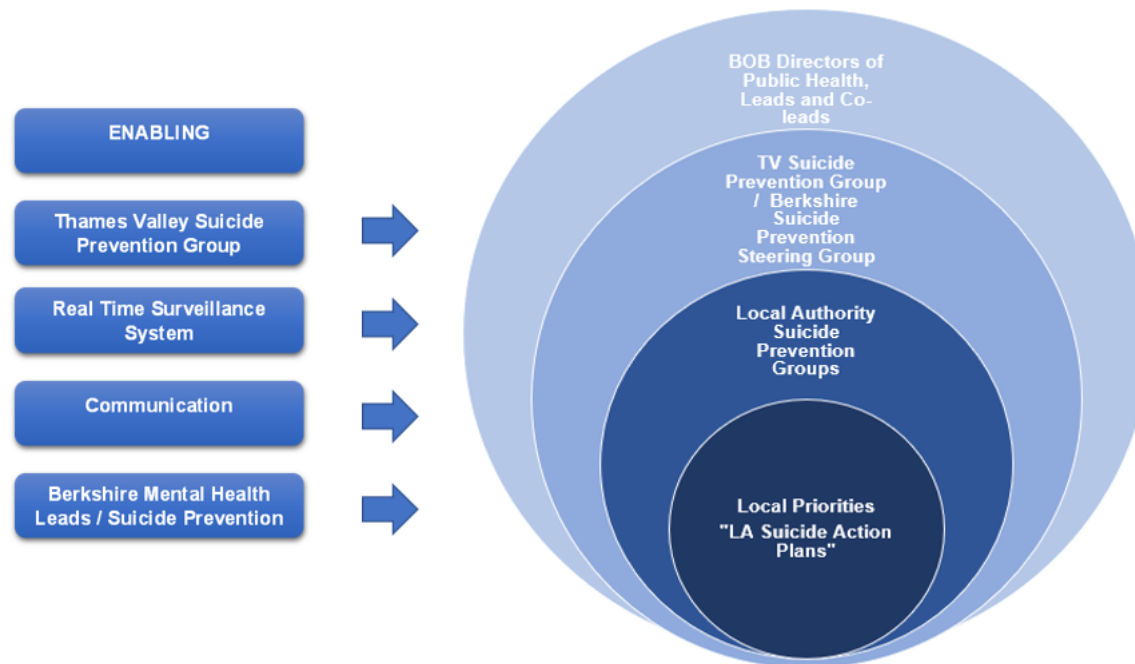 ENABLING
Thames Valley Suicide
Prevention Group
Real Time Surveillance
System
Communication
Berkshire Mental Health
Leads / Suicide Prevention
BOB Directors of
Public Health,
Leads and Co-
leads
TV Suicide
Prevention Group
/ Berkshire
Suicide
Prevention
Steering Group
Local Authority
Suicide
Prevention
Groups
Local Priorities
"LA Suicide Action
Plans"